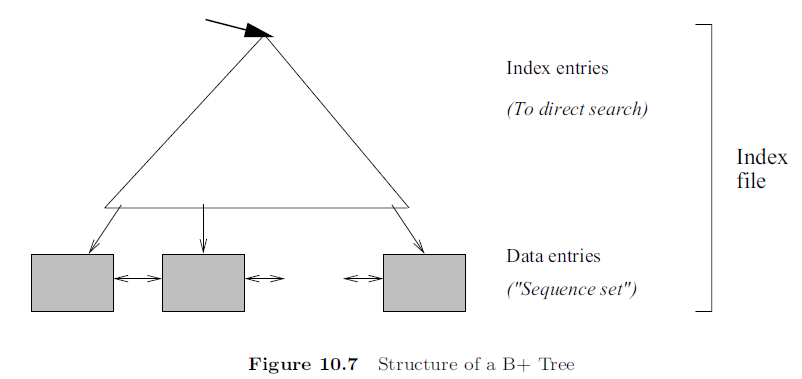 Index entries
(To direct search)
Index
file
Data entries
("Sequence set")
Figure 10.7 Structure of a B+ Tree